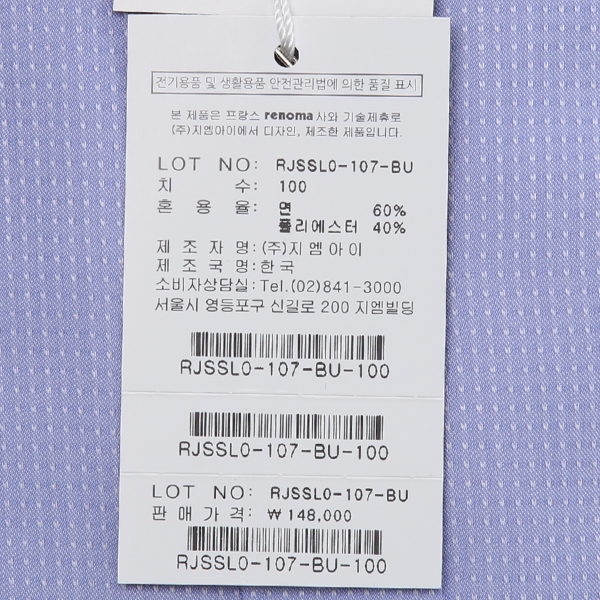 전기용품 및 생활용품 안전관리법에 의한 품질 표시
본 제품은 프랑스 renoma 사와 기술제휴로
(주)지엠아이에서 디자인, 제조한 제품입니다.
LOT NO: RJSSL0-107-BU
치 수: 100
혼 용 율: 면 60%
폴리에스터 40%
제 조 자 명: (주)지 엠 아 이
제 조 국 명: 한국
소비자상담실: Tel.(02)841-3000
서울시 영등포구 신길로 200 지엠빌딩
RJSSL0-107-BU-100
RJSSL0-107-BU-100
LOT NO: RJSSL0-107-BU
판 매 가 격: ₩ 148,000
RJSSL0-107-BU-100